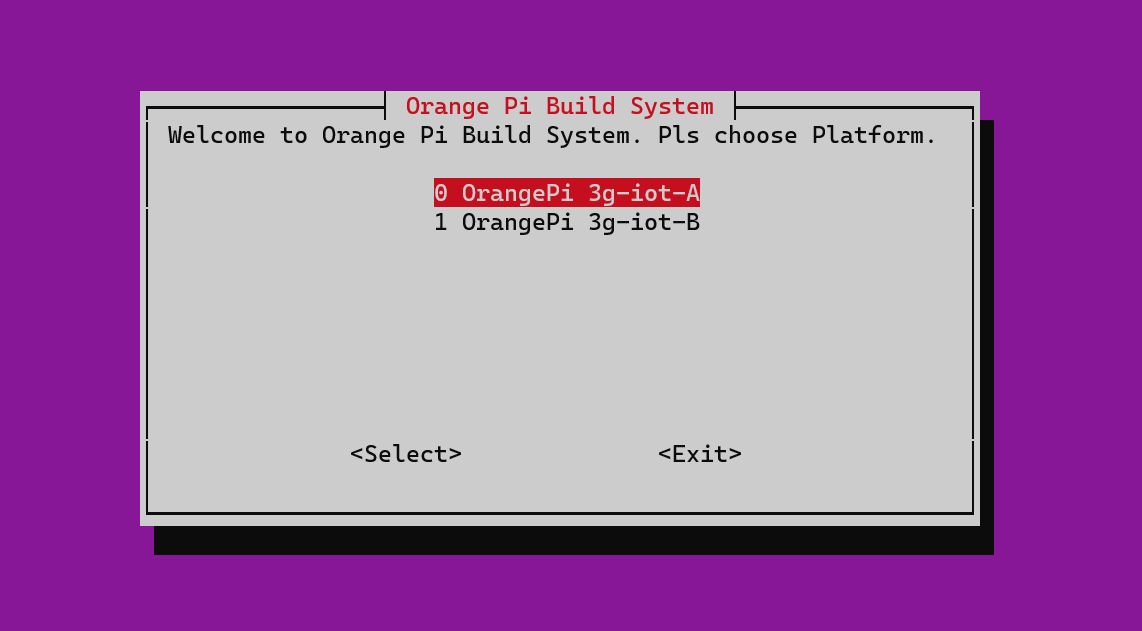 Orange Pi Build System
Welcome to Orange Pi Build System. Pls choose Platform.
0 OrangePi 3g-iot-A
1 OrangePi 3g-iot-B
<Select> <Exit>